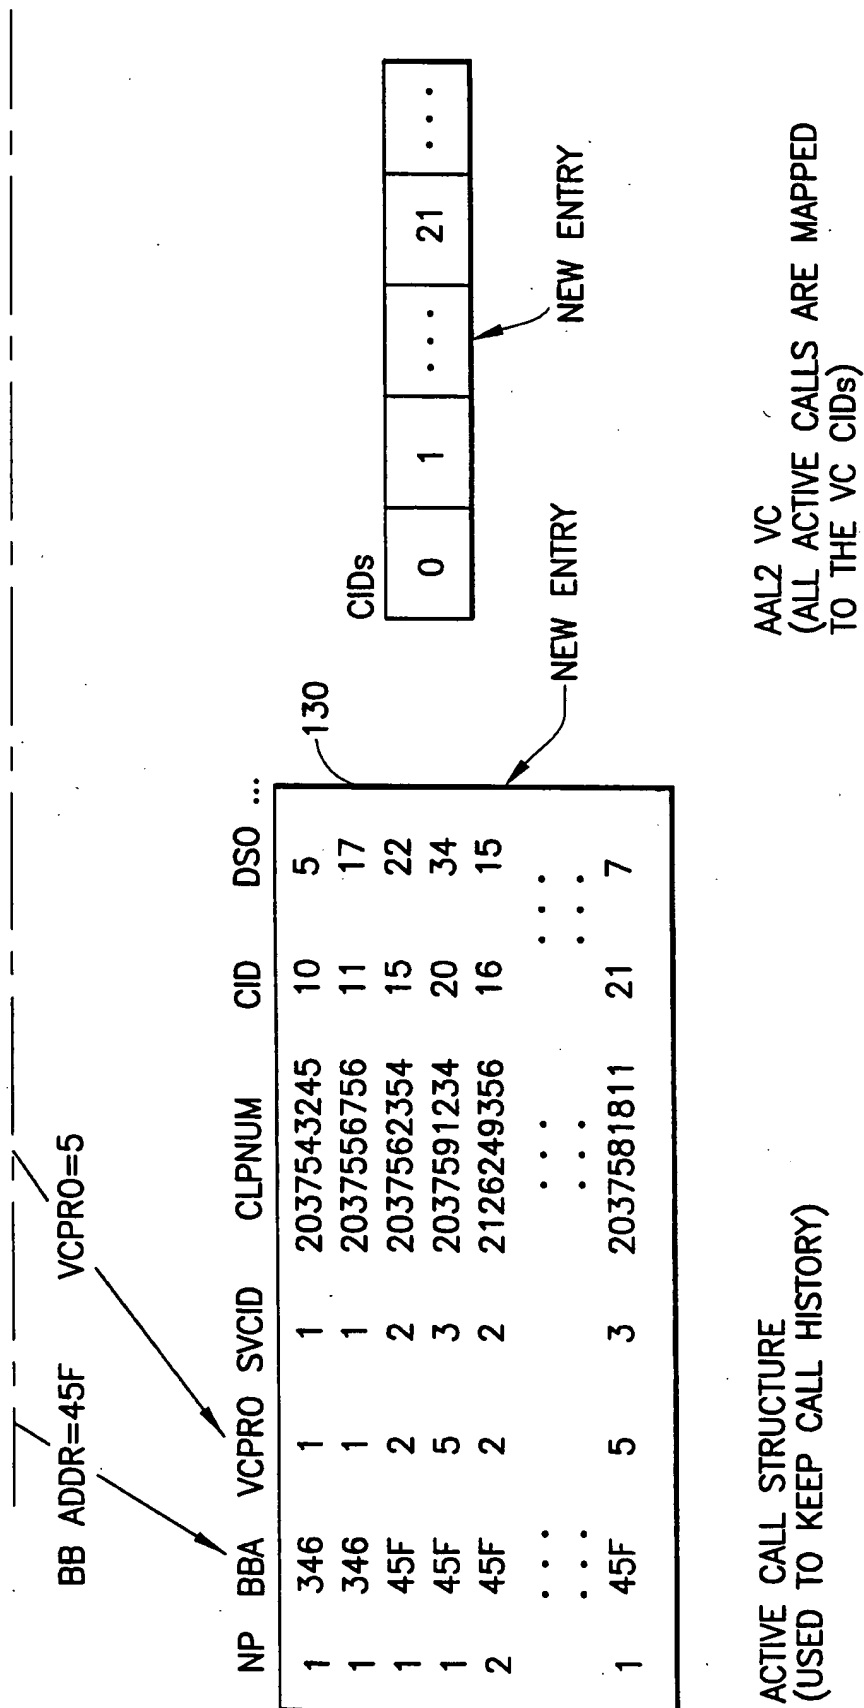 BB ADDR=45F
VCPRO=5
NP BBA VCPRO SVCID CLPNUM CID DSO ...
1 346 1 1 2037543245 10 5
1 346 1 1 2037556756 11 17
1 45F 2 2 2037562354 15 22
1 45F 5 3 2037591234 20 34
2 45F 2 2 2126249356 16 15
1 45F 5 3 2037581811 21 7
130
NEW ENTRY
ACTIVE CALL STRUCTURE
(USED TO KEEP CALL HISTORY)
CIDs
0 1 ... 21 ...
NEW ENTRY
AAL2 VC
(ALL ACTIVE CALLS ARE MAPPED
TO THE VC CIDs)